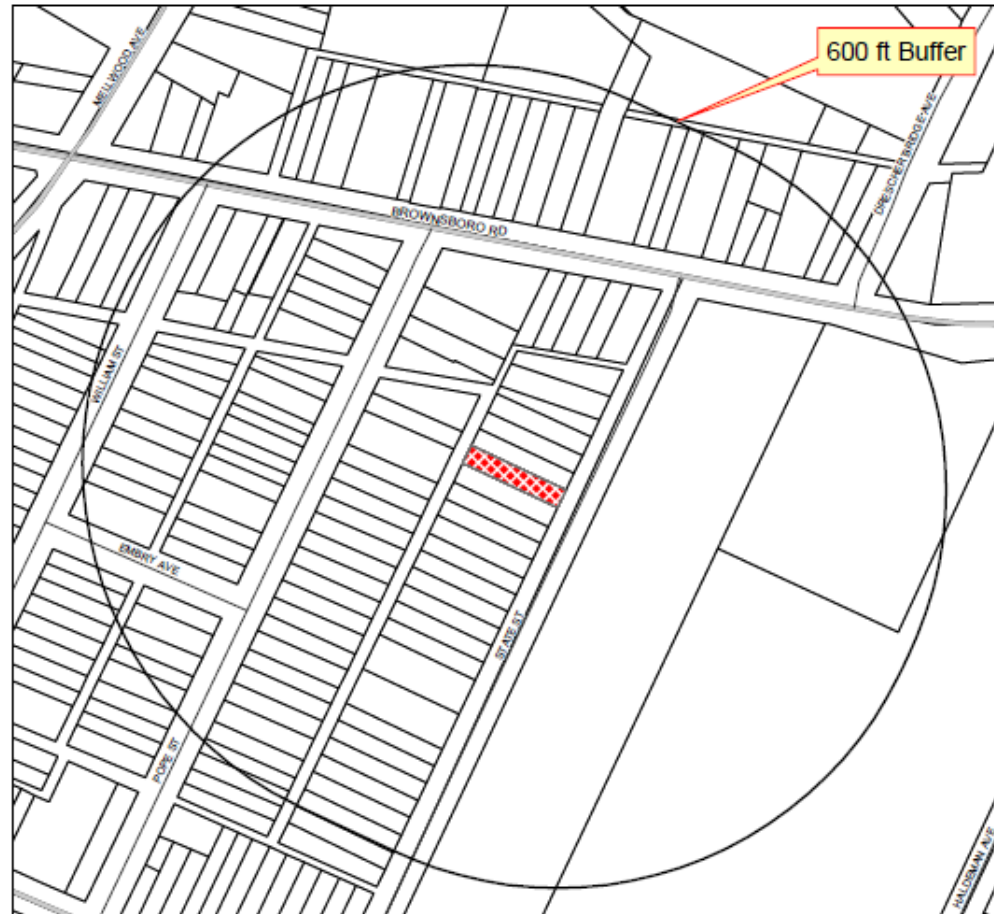 600 ft Buffer
MELLWOOD AVE
DRESCHER BRIDGE AVE
BROWNSBORO RD
WILLIAM ST
EMBRY AVE
STATE ST
POPE ST
HALDEMAN AVE